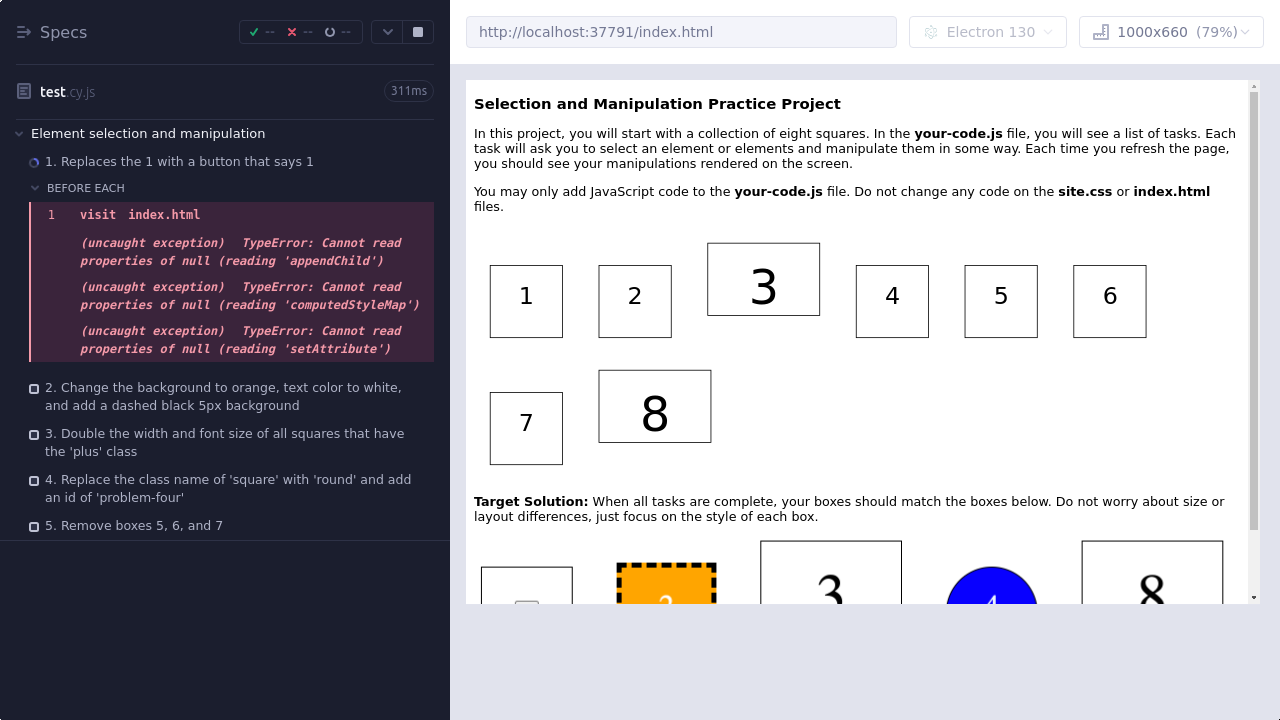 Specs
--
--
--
test.cy.js
311ms
Element selection and manipulation
1. Replaces the 1 with a button that says 1
BEFORE EACH
1 visit index.html
(uncaught exception) TypeError: Cannot read
properties of null (reading 'appendChild')
(uncaught exception) TypeError: Cannot read
properties of null (reading 'computedStyleMap')
(uncaught exception) TypeError: Cannot read
properties of null (reading 'setAttribute')
2. Change the background to orange, text color to white,
and add a dashed black 5px background
3. Double the width and font size of all squares that have
the 'plus' class
4. Replace the class name of 'square' with 'round' and add
an id of 'problem-four'
5. Remove boxes 5, 6, and 7
http://localhost:37791/index.html
Electron 130
1000x660 (79%)
Selection and Manipulation Practice Project
In this project, you will start with a collection of eight squares. In the your-code.js file, you will see a list of tasks. Each
task will ask you to select an element or elements and manipulate them in some way. Each time you refresh the page,
you should see your manipulations rendered on the screen.
You may only add JavaScript code to the your-code.js file. Do not change any code on the site.css or index.html
files.
1
2
3
4
5
6
7
8
Target Solution: When all tasks are complete, your boxes should match the boxes below. Do not worry about size or
layout differences, just focus on the style of each box.
2
3
4
8